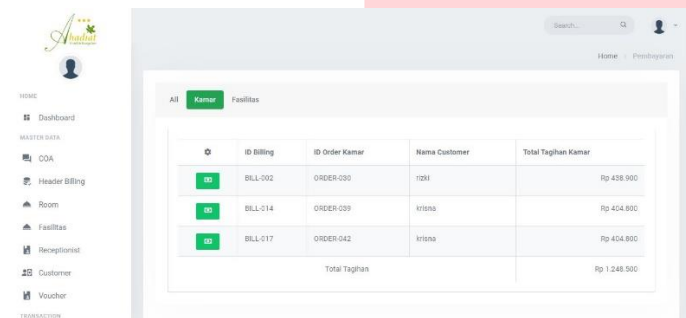 Ahadiat
Search...
Home > Pembayaran
HOME
Dashboard
MASTER DATA
COA
Header Billing
Room
Fasilitas
Receptionist
Customer
Voucher
TRANSACTION
All Kamar Fasilitas
ID Billing ID Order Kamar Nama Customer Total Tagihan Kamar
BILL-002 ORDER-030 rizki Rp 438.900
BILL-014 ORDER-039 krisna Rp 404.800
BILL-017 ORDER-042 krisna Rp 404.800
Total Tagihan Rp 1.248.500